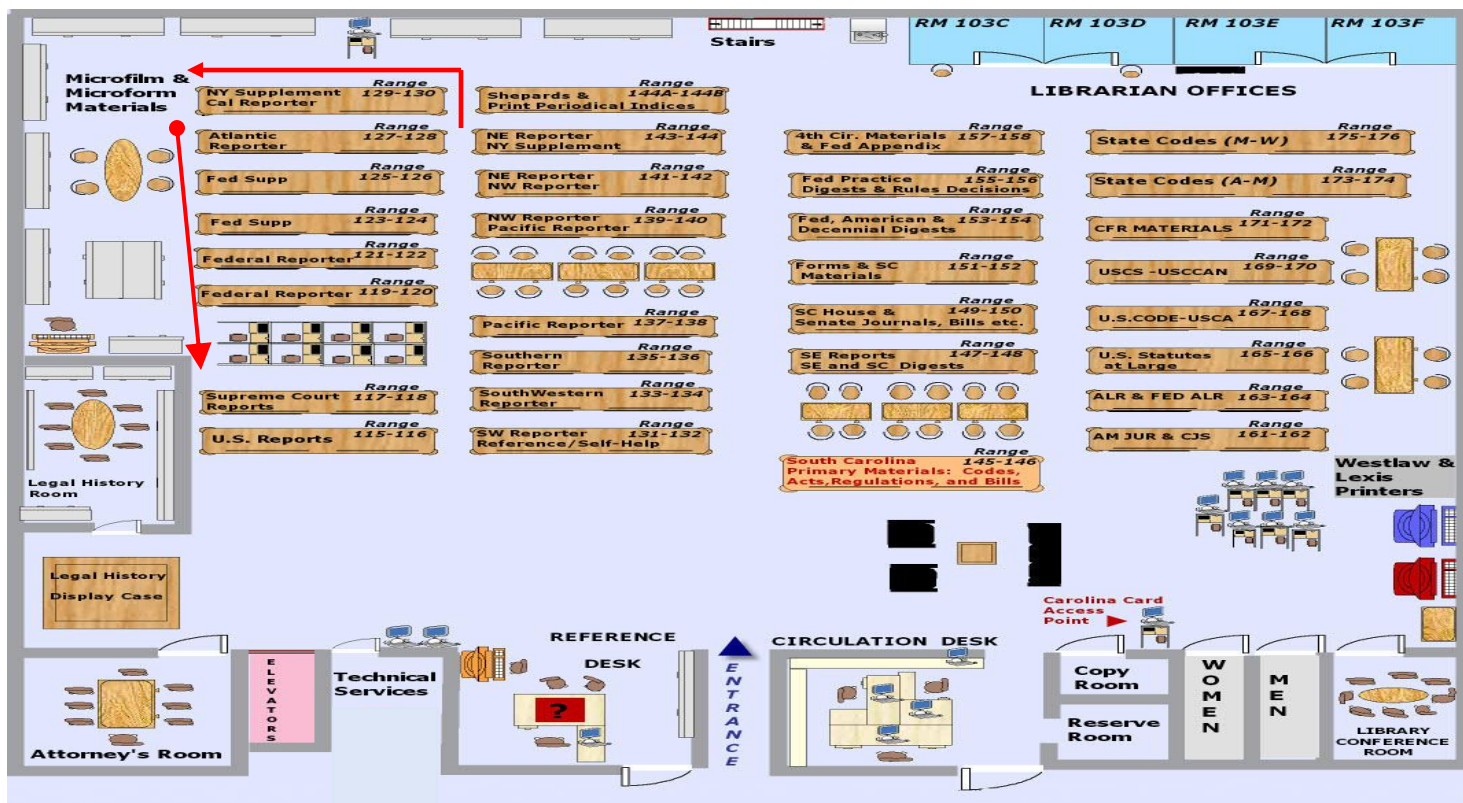 RM 103C
RM 103D
RM 103E
RM 103F
Stairs
LIBRARIAN OFFICES
Microfilm &
Microform
Materials
Range
NY Supplement 129-130
Cal Reporter
Range
Atlantic 127-128
Reporter
Range
Fed Supp 125-126
Range
Fed Supp 123-124
Range
Federal Reporter 121-122
Range
Federal Reporter 119-120
Range
Supreme Court 117-118
Reports
Range
U.S. Reports 115-116
Range
Shepards & 144A-144B
Print Periodical Indices
Range
NE Reporter 143-144
NY Supplement
Range
NE Reporter 141-142
NW Reporter
Range
NW Reporter 139-140
Pacific Reporter
Range
Pacific Reporter 137-138
Range
Southern 135-136
Reporter
Range
SouthWestern 133-134
Reporter
Range
SW Reporter 131-132
Reference/Self-Help
Range
4th Cir. Materials 157-158
& Fed Appendix
Range
Fed Practice 155-156
Digests & Rules Decisions
Range
Fed, American & 153-154
Decennial Digests
Range
Forms & SC 151-152
Materials
Range
SC House & 149-150
Senate Journals, Bills etc.
Range
SE Reports 147-148
SE and SC Digests
Range
South Carolina 145-146
Primary Materials: Codes,
Acts,Regulations, and Bills
Range
State Codes (M-W) 175-176
Range
State Codes (A-M) 173-174
Range
CFR MATERIALS 171-172
Range
USCS -USCCAN 169-170
Range
U.S.CODE-USCA 167-168
Range
U.S. Statutes 165-166
at Large
Range
ALR & FED ALR 163-164
Range
AM JUR & CJS 161-162
Westlaw &
Lexis
Printers
Legal History
Room
Legal History
Display Case
Carolina Card
Access
Point
Attorney's Room
ELEVATORS
Technical
Services
REFERENCE
DESK
?
ENTRANCE
CIRCULATION DESK
Copy
Room
Reserve
Room
WOMEN
MEN
LIBRARY
CONFERENCE
ROOM